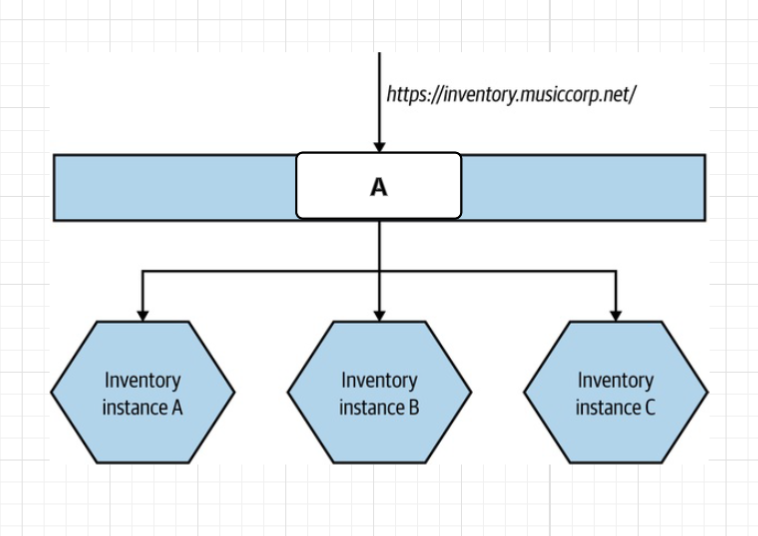 https://inventory.musiccorp.net/
A
Inventory
instance A
Inventory
instance B
Inventory
instance C